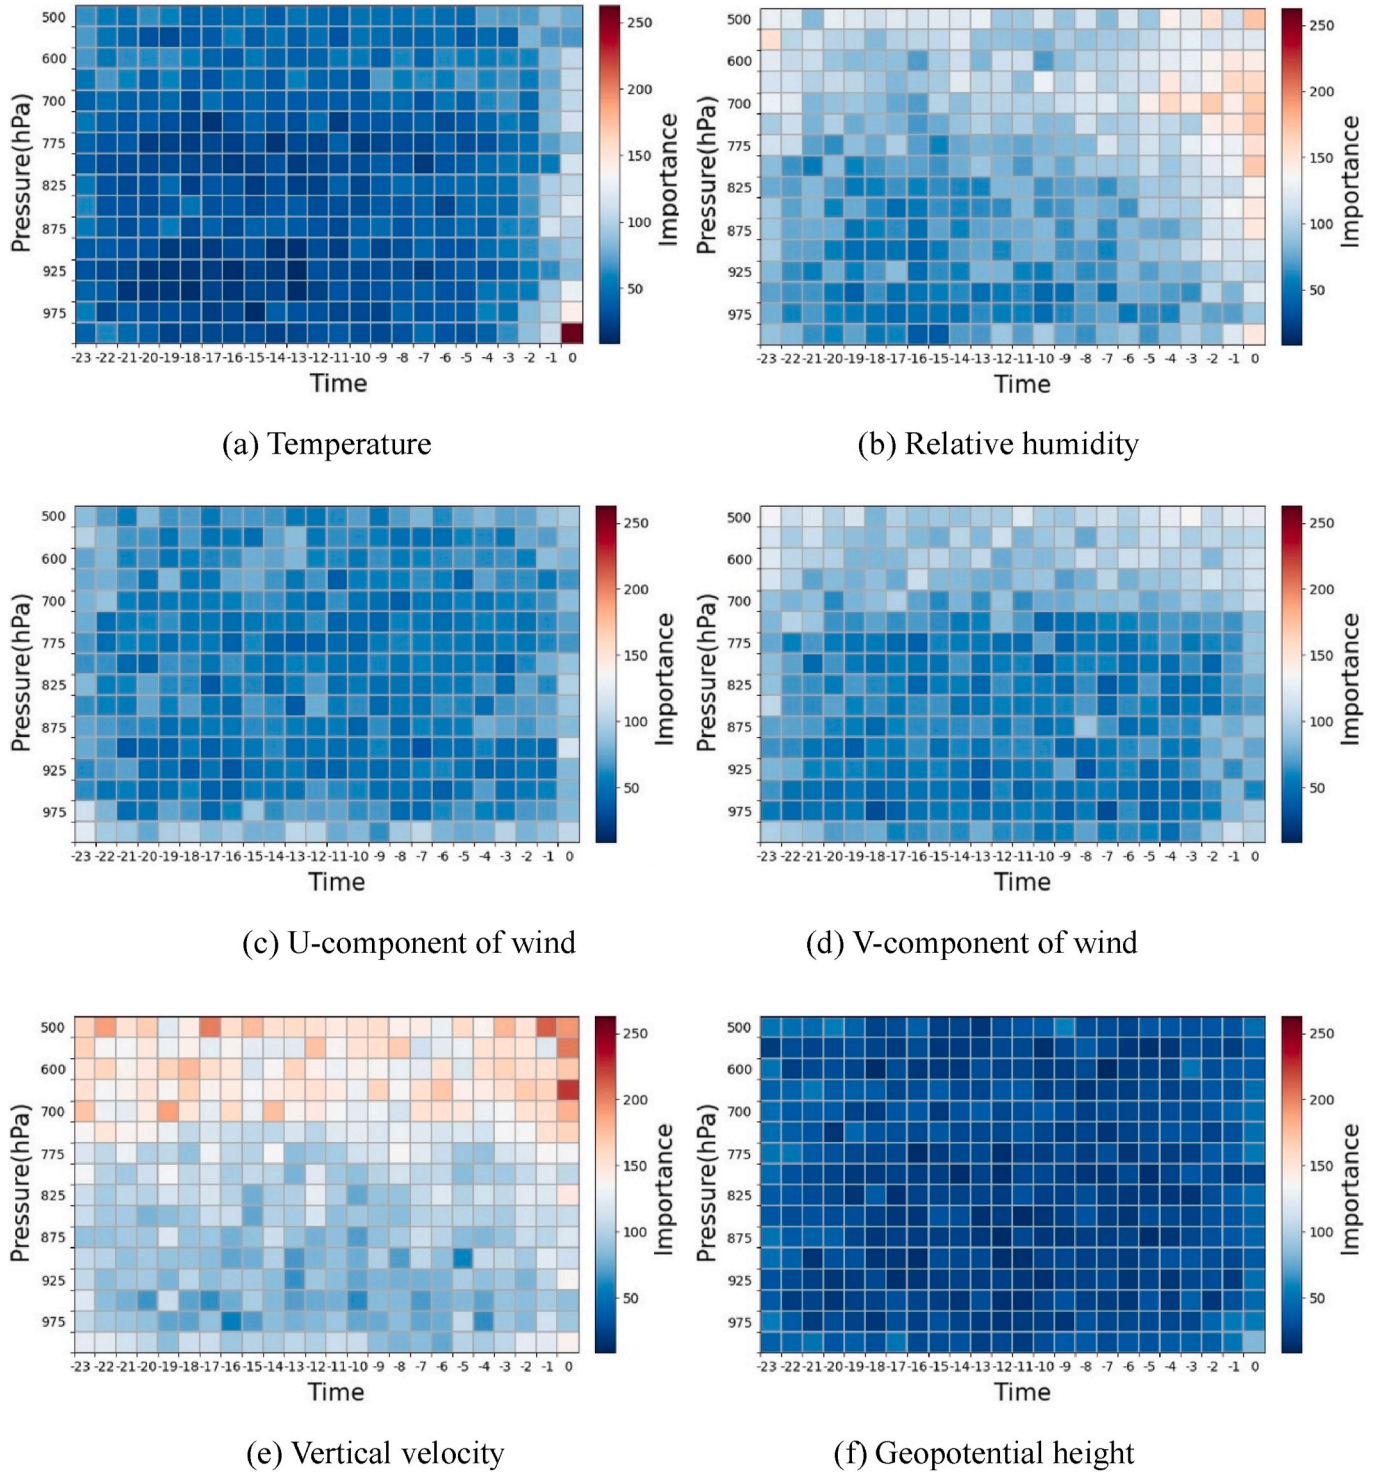 500
600
700
775
825
875
925
975
Pressure(hPa)
-23 -22 -21 -20 -19 -18 -17 -16 -15 -14 -13 -12 -11 -10 -9 -8 -7 -6 -4 -3 -2 -1 0
Time
250
200
150
100
50
Importance
500
600
700
775
825
875
925
975
Pressure(hPa)
-23 -22 -21 -20 -19 -18 -17 -16 -15 -14 -13 -12 -11 -10 -9 -8 -7 -6 -4 -3 -2 -1 0
Time
250
200
150
100
50
Importance
(a) Temperature
(b) Relative humidity
500
600
700
775
825
875
925
975
Pressure(hPa)
-23 -22 -21 -20 -19 -18 -17 -16 -15 -14 -13 -12 -11 -10 -9 -8 -7 -6 -4 -3 -2 -1 0
Time
250
200
150
100
50
Importance
500
600
700
775
825
875
925
975
Pressure(hPa)
-23 -22 -21 -20 -19 -18 -17 -16 -15 -14 -13 -12 -11 -10 -9 -8 -7 -6 -4 -3 -2 -1 0
Time
250
200
150
100
50
Importance
(c) U-component of wind
(d) V-component of wind
500
600
700
775
825
875
925
975
Pressure(hPa)
-23 -22 -21 -20 -19 -18 -17 -16 -15 -14 -13 -12 -11 -10 -9 -8 -7 -6 -4 -3 -2 -1 0
Time
250
200
150
100
50
Importance
500
600
700
775
825
875
925
975
Pressure(hPa)
-23 -22 -21 -20 -19 -18 -17 -16 -15 -14 -13 -12 -11 -10 -9 -8 -7 -6 -4 -3 -2 -1 0
Time
250
200
150
100
50
Importance
(e) Vertical velocity
(f) Geopotential height